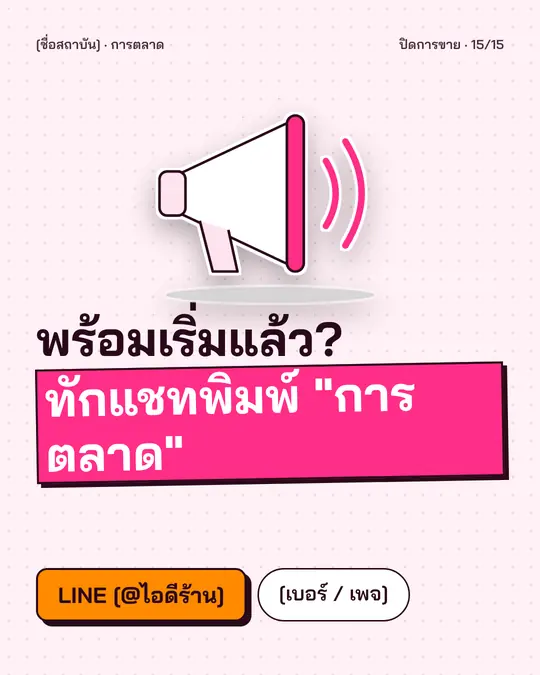 (ชื่อสถาบัน) · การตลาด
ปิดการขาย · 15/15
พร้อมเริ่มแล้ว?
ทักแชทพิมพ์ "การ
ตลาด"
LINE (@ไอดีร้าน)
(เบอร์ / เพจ)